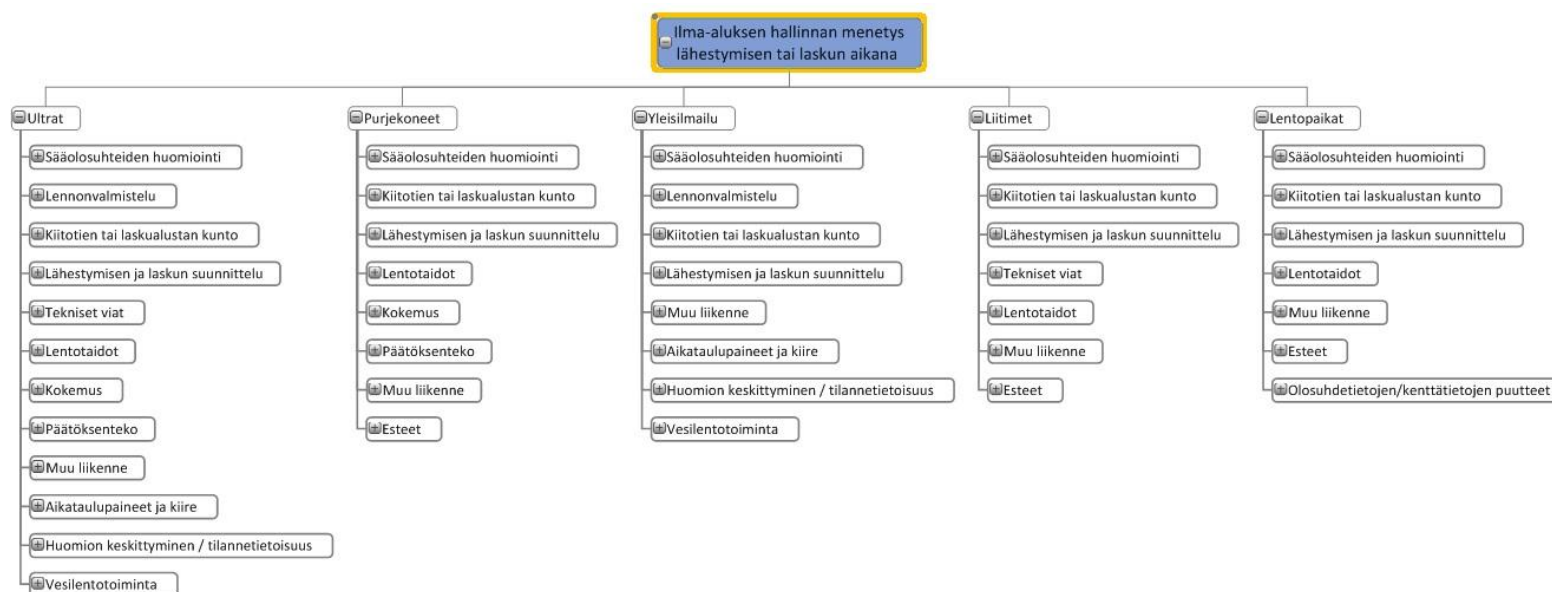 Ilma-aluksen hallinnan menetys
lähestymisen tai laskun aikana
Ultrat
Sääolosuhteiden huomiointi
Lennonvalmistelu
Kiitotien tai laskualustan kunto
Lähestymisen ja laskun suunnittelu
Tekniset viat
Lentotaidot
Kokemus
Päätöksenteko
Muu liikenne
Aikataulupaineet ja kiire
Huomion keskittyminen / tilannetietoisuus
Vesilentotoiminta
Purjekoneet
Sääolosuhteiden huomiointi
Kiitotien tai laskualustan kunto
Lähestymisen ja laskun suunnittelu
Lentotaidot
Kokemus
Päätöksenteko
Muu liikenne
Esteet
Yleisilmailu
Sääolosuhteiden huomiointi
Lennonvalmistelu
Kiitotien tai laskualustan kunto
Lähestymisen ja laskun suunnittelu
Muu liikenne
Aikataulupaineet ja kiire
Huomion keskittyminen / tilannetietoisuus
Vesilentotoiminta
Liitimet
Sääolosuhteiden huomiointi
Kiitotien tai laskualustan kunto
Lähestymisen ja laskun suunnittelu
Tekniset viat
Lentotaidot
Muu liikenne
Esteet
Lentopaikat
Sääolosuhteiden huomiointi
Kiitotien tai laskualustan kunto
Lähestymisen ja laskun suunnittelu
Lentotaidot
Muu liikenne
Esteet
Olosuhdetietojen/kenttätietojen puutteet